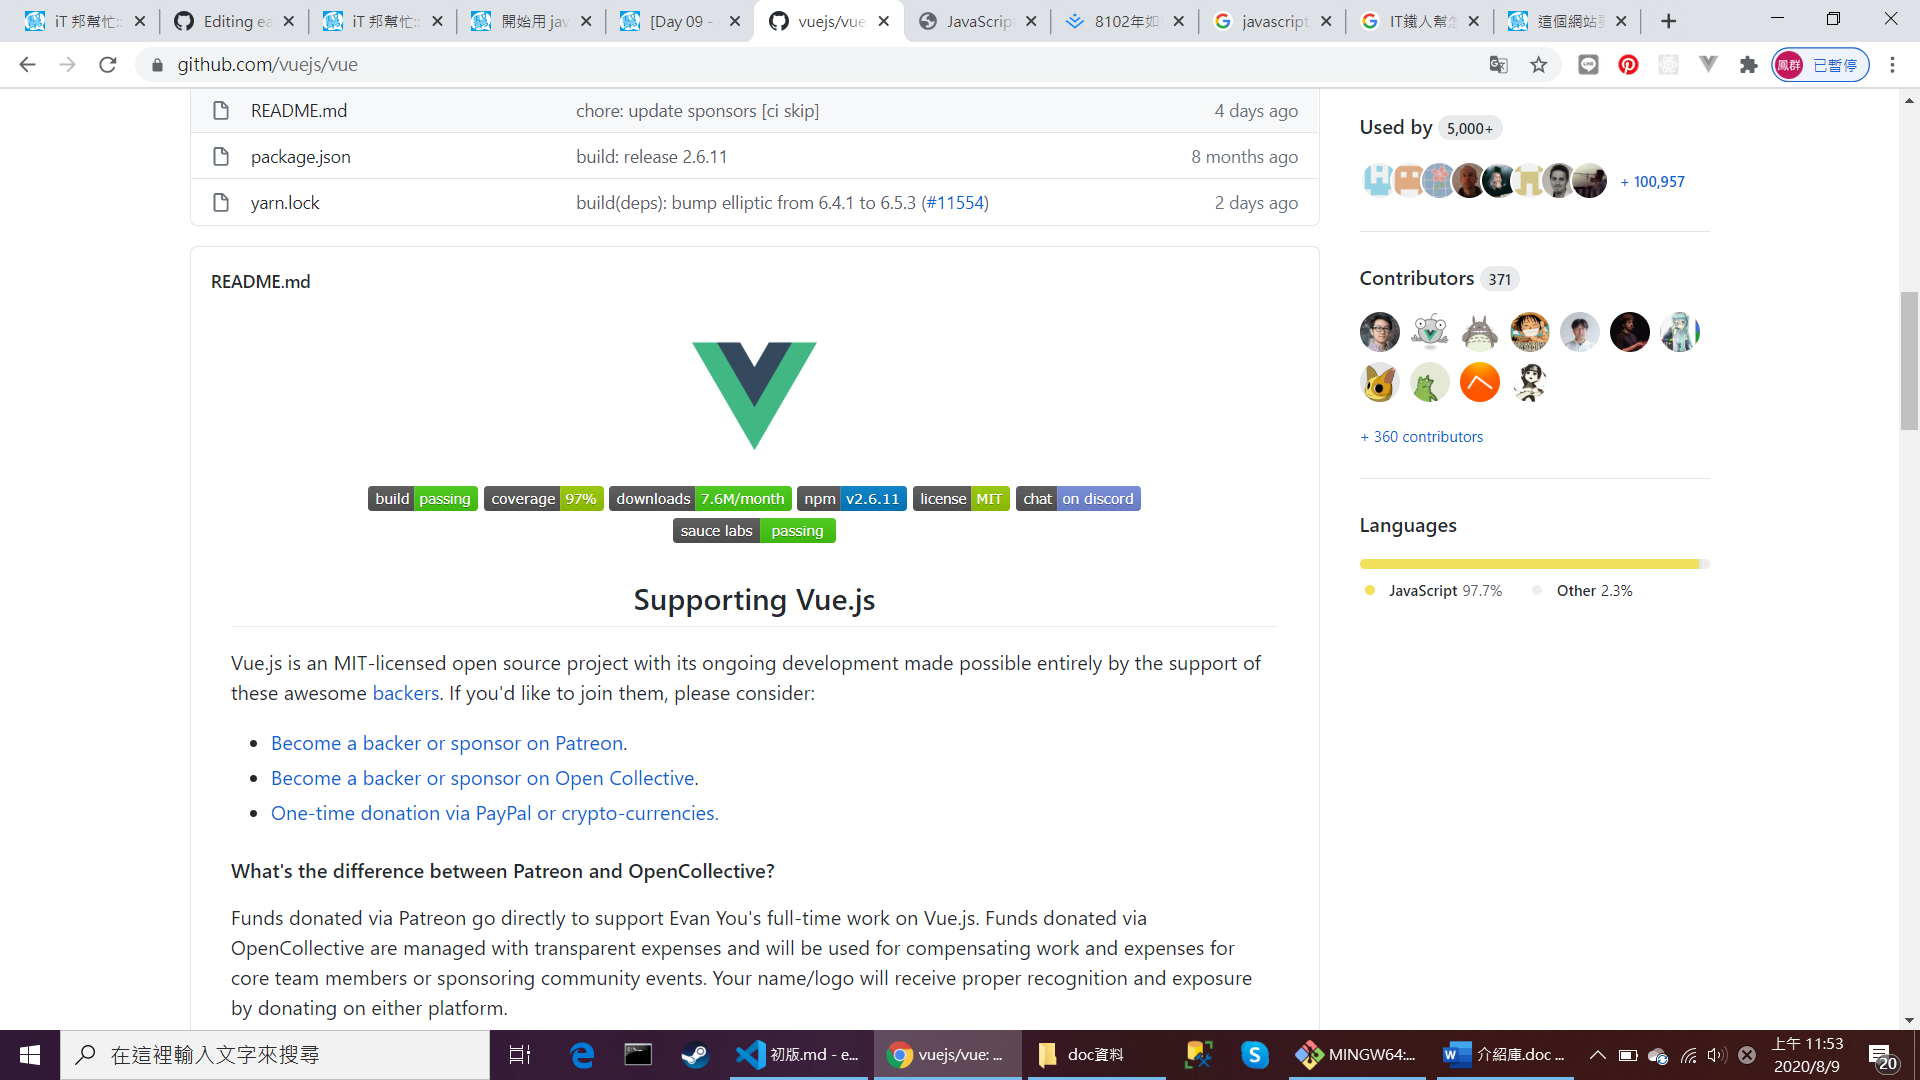 iT 邦幫忙::
Editing ea
iT 邦幫忙::
開始用 jav
[Day 09 -
vuejs/vue
JavaScript
8102年如
javascript
IT鐵人幫怎
這個網站要
github.com/vuejs/vue
鳳群 已暫停
README.md chore: update sponsors [ci skip] 4 days ago
package.json build: release 2.6.11 8 months ago
yarn.lock build(deps): bump elliptic from 6.4.1 to 6.5.3 (#11554) 2 days ago
README.md
build passing coverage 97% downloads 7.6M/month npm v2.6.11 license MIT chat on discord
sauce labs passing
Supporting Vue.js
Vue.js is an MIT-licensed open source project with its ongoing development made possible entirely by the support of
these awesome backers. If you'd like to join them, please consider:
Become a backer or sponsor on Patreon.
Become a backer or sponsor on Open Collective.
One-time donation via PayPal or crypto-currencies.
What's the difference between Patreon and OpenCollective?
Funds donated via Patreon go directly to support Evan You's full-time work on Vue.js. Funds donated via
OpenCollective are managed with transparent expenses and will be used for compensating work and expenses for
core team members or sponsoring community events. Your name/logo will receive proper recognition and exposure
by donating on either platform.
Used by 5,000+
+ 100,957
Contributors 371
+ 360 contributors
Languages
JavaScript 97.7% Other 2.3%
在這裡輸入文字來搜尋
初版.md - e...
vuejs/vue: ...
doc資料
MINGW64:...
介紹庫.doc ...
上午 11:53
2020/8/9
20